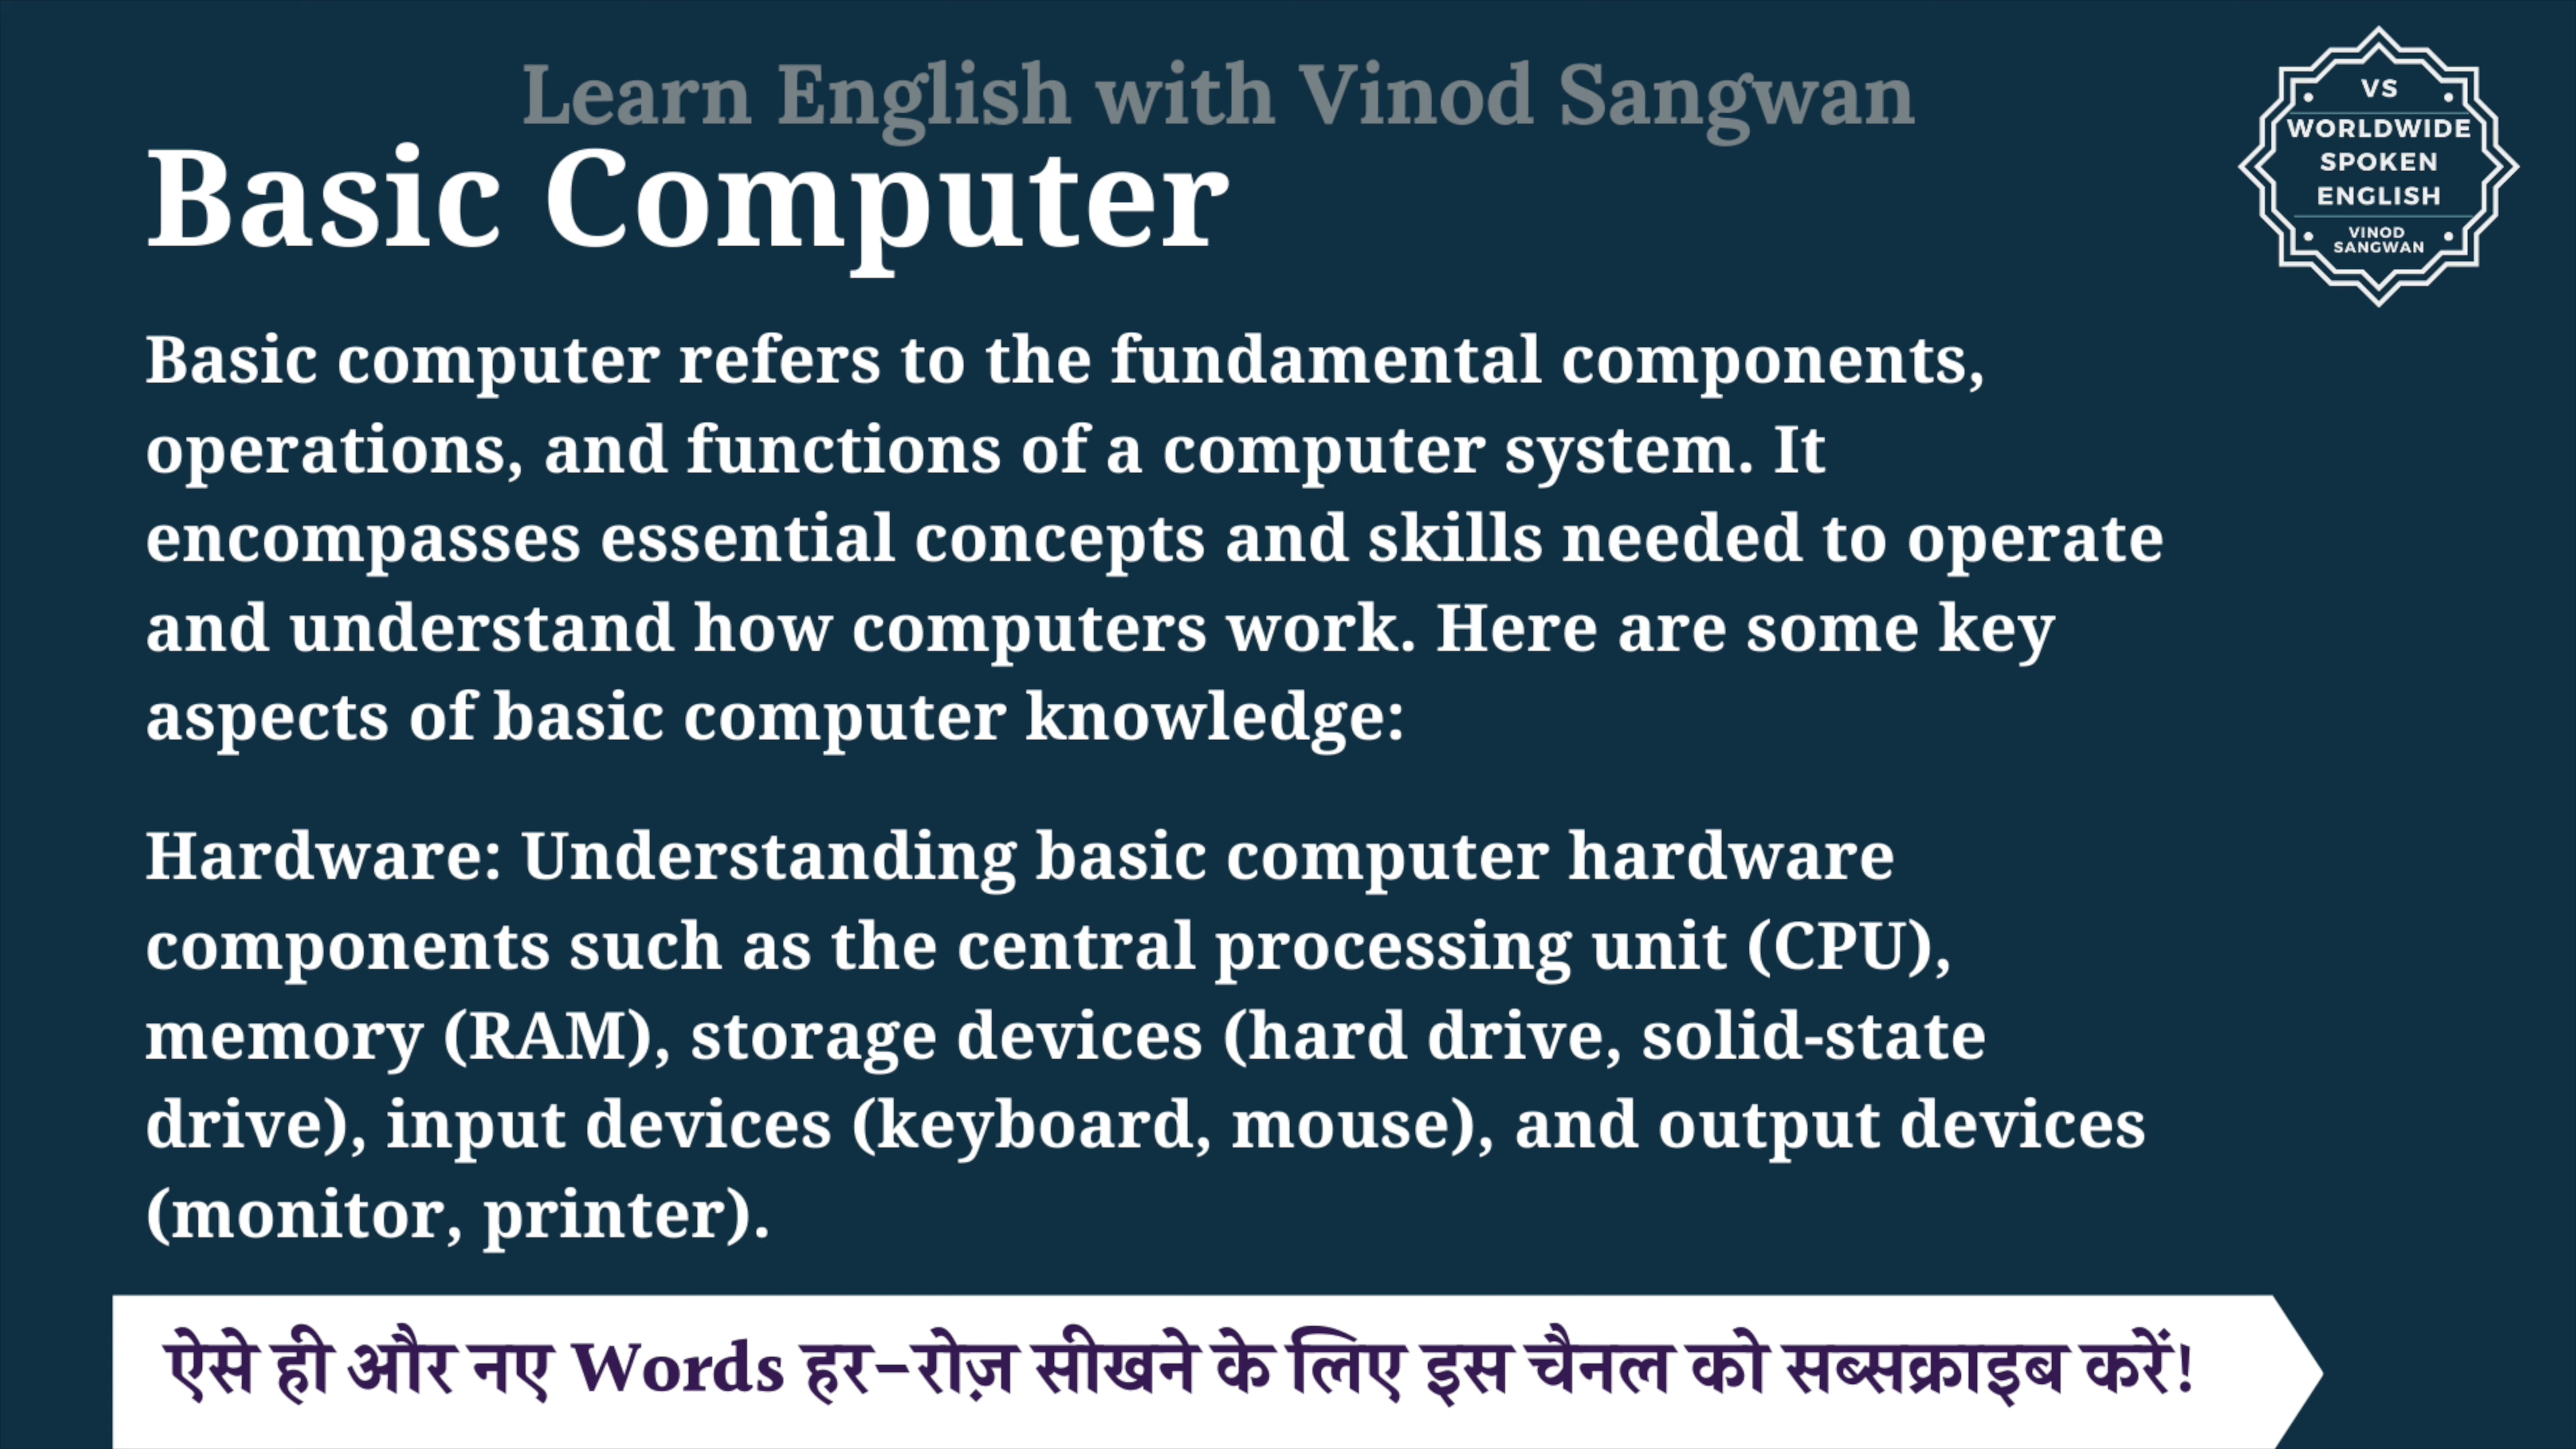 Learn English with Vinod Sangwan
VS
WORLDWIDE
SPOKEN
ENGLISH
VINOD
SANGWAN
Basic Computer
Basic computer refers to the fundamental components,
operations, and functions of a computer system. It
encompasses essential concepts and skills needed to operate
and understand how computers work. Here are some key
aspects of basic computer knowledge:
Hardware: Understanding basic computer hardware
components such as the central processing unit (CPU),
memory (RAM), storage devices (hard drive, solid-state
drive), input devices (keyboard, mouse), and output devices
(monitor, printer).
ऐसे ही और नए Words हर-रोज़ सीखने के लिए इस चैनल को सब्सक्राइब करें!